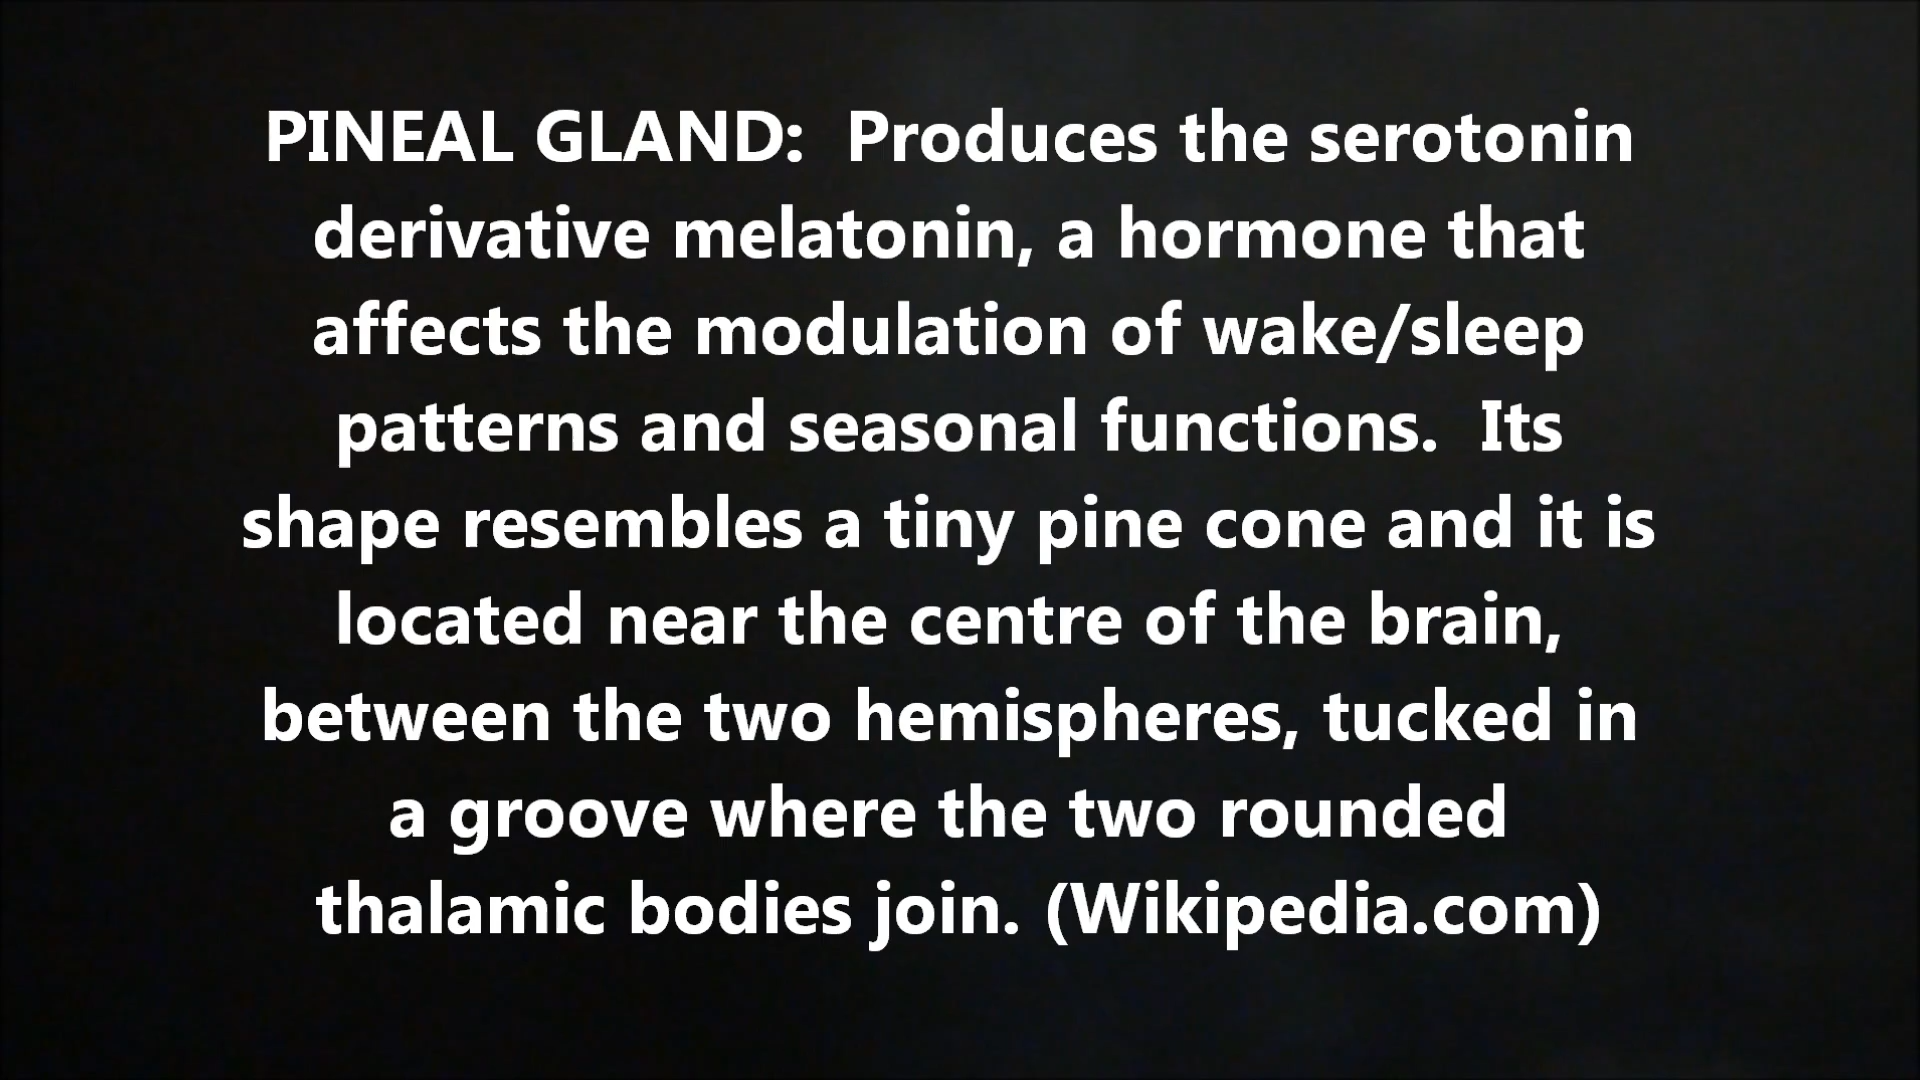 PINEAL GLAND:  Produces the serotonin
derivative melatonin, a hormone that
affects the modulation of wake/sleep
patterns and seasonal functions.  Its
shape resembles a tiny pine cone and it is
located near the centre of the brain,
between the two hemispheres, tucked in
a groove where the two rounded
thalamic bodies join. (Wikipedia.com)